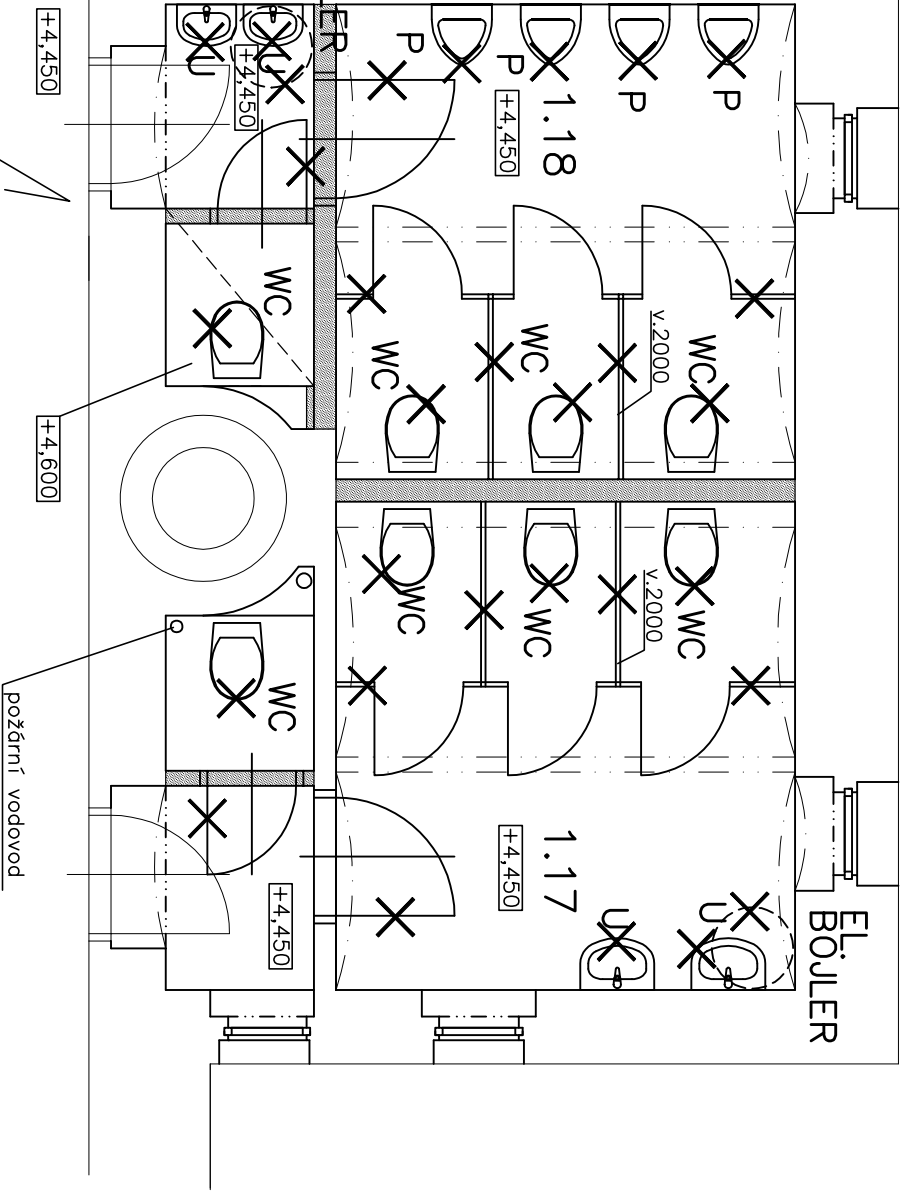 +4,450
U
U
+4,450
ER
P
P
P
P
+4,450
1.18
WC
WC
WC
WC
v.2000
+4,600
WC
WC
WC
WC
v.2000
požární vodovod
+4,450
+4,450
1.17
U
U
EL.
BOJLER